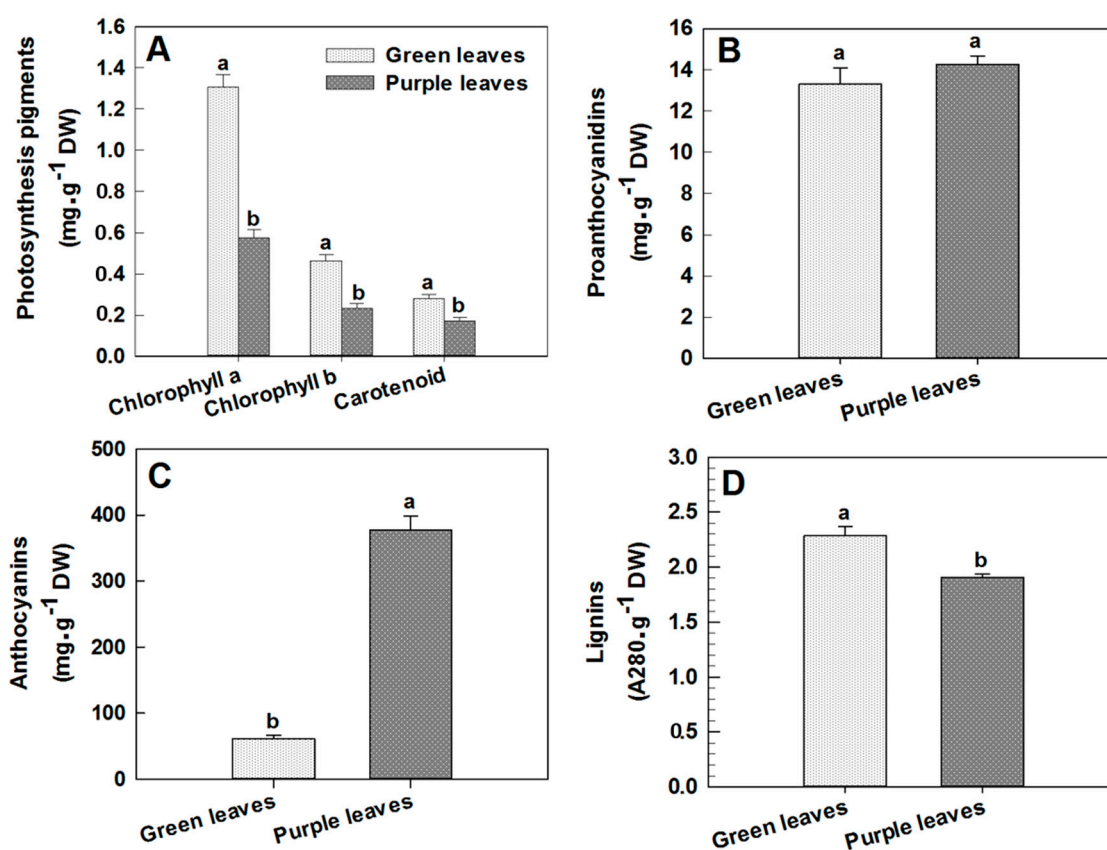 A
Green leaves
Purple leaves
Photosynthesis pigments
(mg.g-1 DW)
1.6
1.4
1.2
1.0
0.8
0.6
0.4
0.2
0.0
a
b
a
b
a
b
Chlorophyll a
Chlorophyll b
Carotenoid
B
Proanthocyanidins
(mg.g-1 DW)
16
14
12
10
8
6
4
2
0
a
a
Green leaves
Purple leaves
C
Anthocyanins
(mg.g-1 DW)
500
400
300
200
100
0
b
a
Green leaves
Purple leaves
D
Lignins
(A280.g-1 DW)
3.0
2.5
2.0
1.5
1.0
0.5
0.0
a
b
Green leaves
Purple leaves